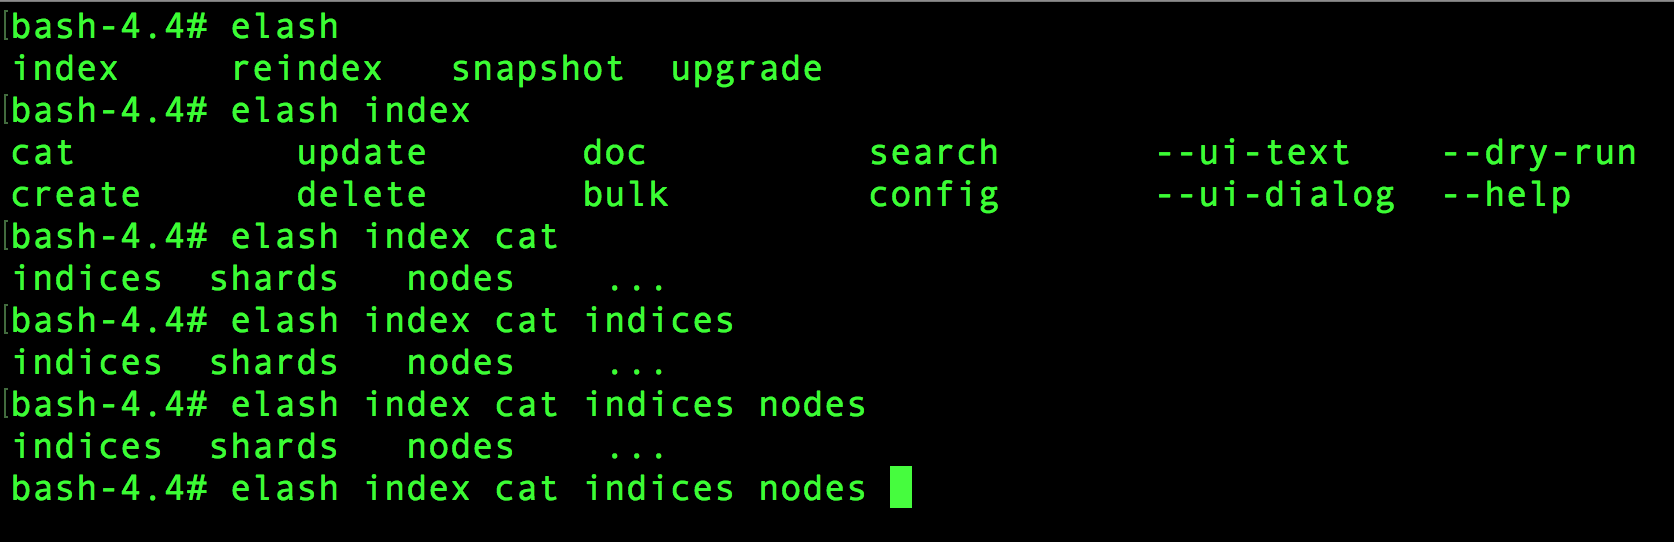 [bash-4.4# elash
index reindex snapshot upgrade
[bash-4.4# elash index
cat update doc search --ui-text --dry-run
create delete bulk config --ui-dialog --help
[bash-4.4# elash index cat
indices shards nodes ...
[bash-4.4# elash index cat indices
indices shards nodes ...
[bash-4.4# elash index cat indices nodes
indices shards nodes ...
bash-4.4# elash index cat indices nodes